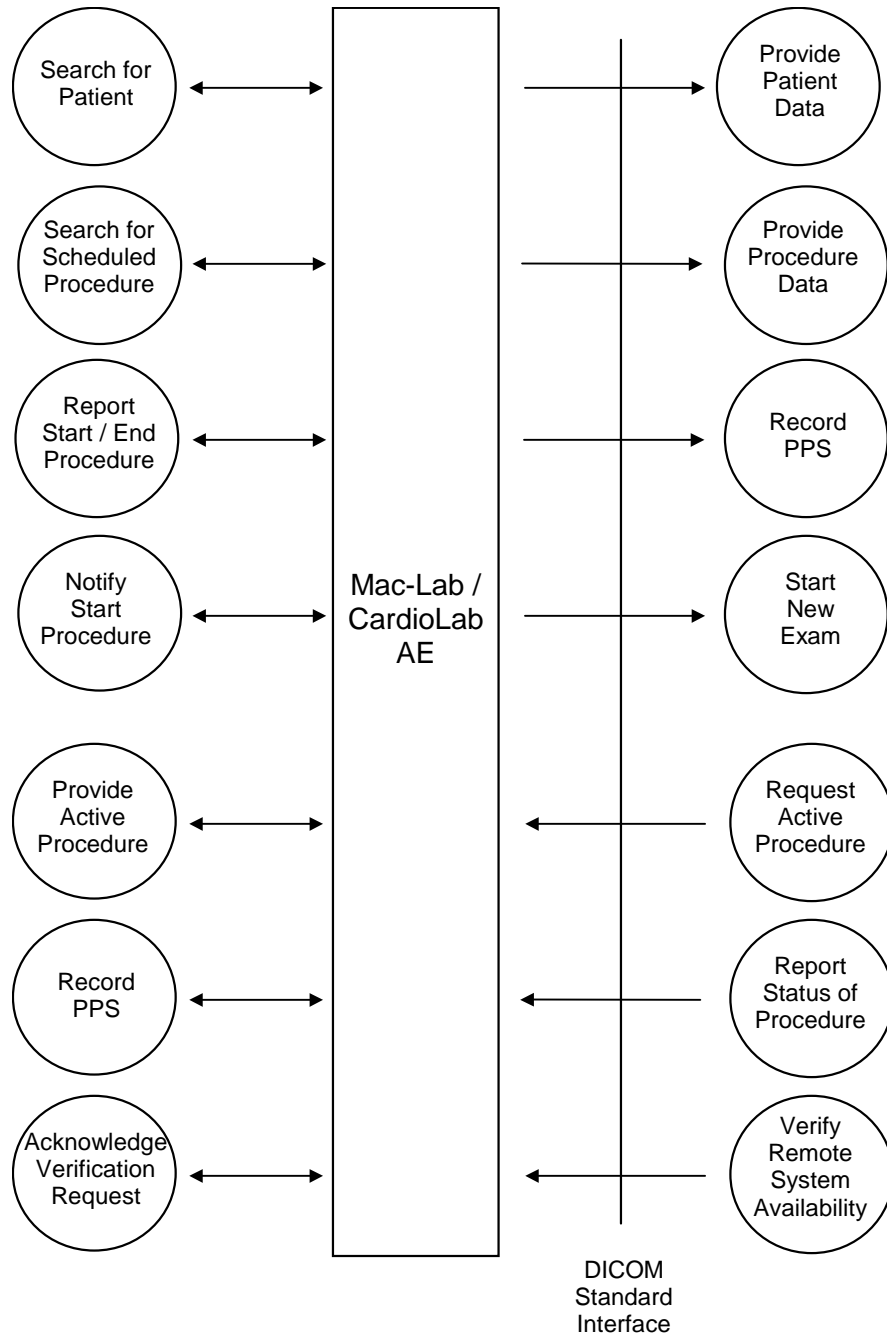 Search for
Patient
Provide
Patient
Data
Search for
Scheduled
Procedure
Provide
Procedure
Data
Report
Start / End
Procedure
Record
PPS
Notify
Start
Procedure
Mac-Lab /
CardioLab
AE
Start
New
Exam
Provide
Active
Procedure
Request
Active
Procedure
Record
PPS
Report
Status of
Procedure
Acknowledge
Verification
Request
Verify
Remote
System
Availability
DICOM
Standard
Interface